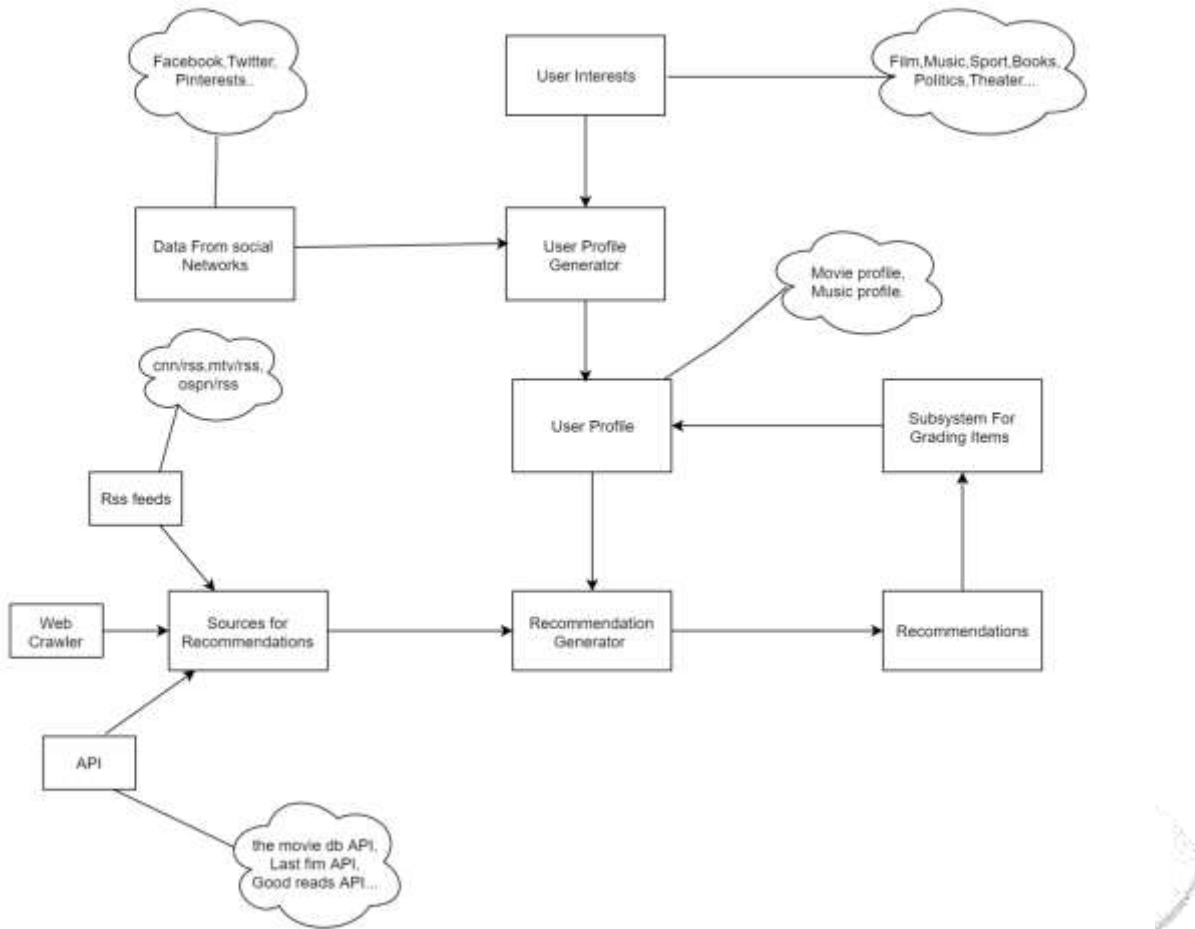 Facebook,Twitter,
Pinterests..
User Interests
Film,Music,Sport,Books,
Politics,Theater....
Data From social
Networks
User Profile
Generator
Movie profile,
Music profile.
cnn/rss,mtv/rss,
ospn/rss
User Profile
Subsystem For
Grading Items
Rss feeds
Web
Crawler
Sources for
Recommendations
Recommendation
Generator
Recommendations
API
the movie db API,
Last fim API,
Good reads API...